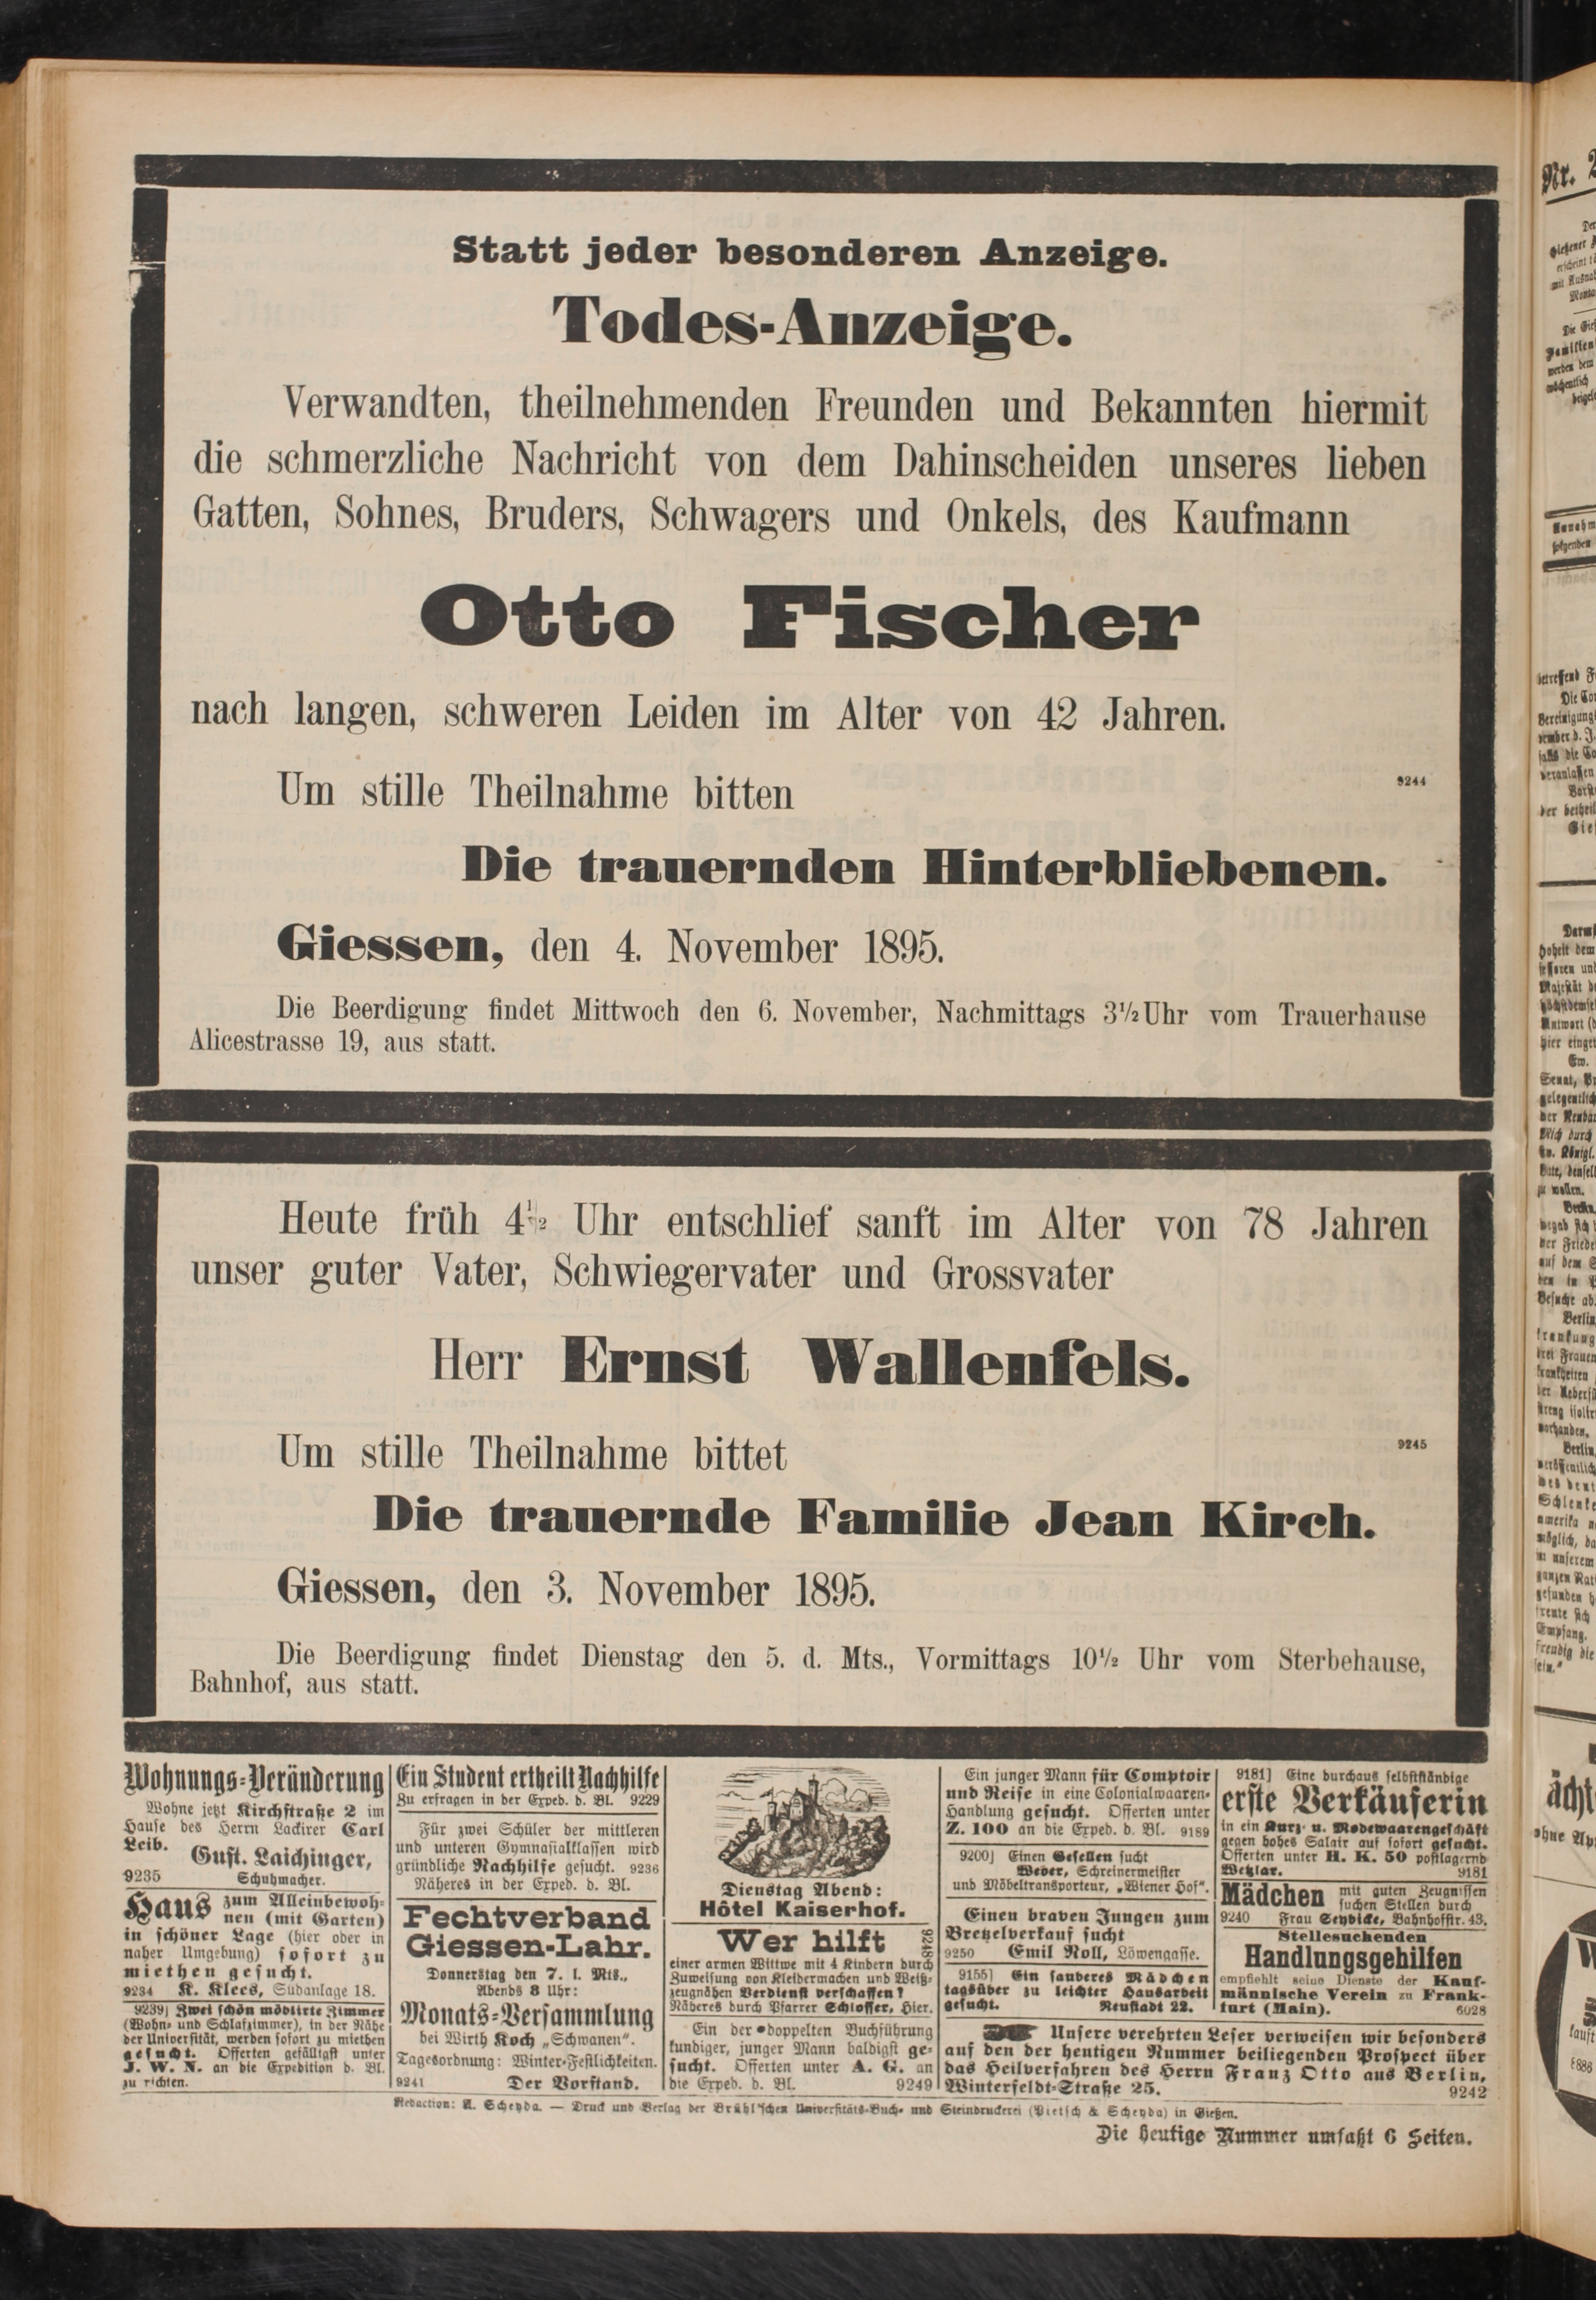 Statt jeder besonderen Anzeige.
Todes-Anzeige.
Verwandten, theilnehmenden Freunden und Bekannten hiermit
die schmerzliche Nachricht von dem Dahinscheiden unseres lieben
Gatten, Sohnes, Bruders, Schwagers und Onkels, des Kaufmann
Otto Fischer
nach langen, schweren Leiden im Alter von 42 Jahren.
Um stille Theilnahme bitten
9244
Die trauernden Hinterbliebenen.
Giessen, den 4. November 1895.
Die Beerdigung findet Mittwoch den 6. November, Nachmittags 3½ Uhr vom Trauerhause
Alicestrasse 19, aus statt.
Heute früh 4½ Uhr entschlief sanft im Alter von 78 Jahren
unser guter Vater, Schwiegervater und Grossvater
Herr Ernst Wallenfels.
Um stille Theilnahme bittet
9245
Die trauernde Familie Jean Kirch.
Giessen, den 3. November 1895.
Die Beerdigung findet Dienstag den 5. d. Mts., Vormittags 10½ Uhr vom Sterbehause,
Bahnhof, aus statt.
Wohnungs-Veränderung
Wohne jetzt Kirchstraße 2 im
Hause des Herrn Lackirer Carl
Leib.
Gust. Laichinger,
9235 Schuhmacher.
Haus zum Alleinbewoh-
nen (mit Garten)
in schöner Lage (hier oder in
naher Umgebung) sofort zu
miethen gesucht.
9234 K. Klees, Südanlage 18.
9239] Zwei schön möblirte Zimmer
(Wohn- und Schlafzimmer), in der Nähe
der Universität, werden sofort zu miethen
gesucht. Offerten gefälligst unter
J. W. N. an die Expedition d. Bl.
zu richten.
Ein Student ertheilt Nachhilfe
Zu erfragen in der Exped. d. Bl. 9229
Für zwei Schüler der mittleren
und unteren Gymnasialklassen wird
gründliche Nachhilfe gesucht. 9236
Näheres in der Exped. d. Bl.
Fechtverband
Giessen-Lahr.
Donnerstag den 7. l. Mts.,
Abends 8 Uhr:
Monats-Versammlung
bei Wirth Koch „Schwanen“.
Tagesordnung: Winter-Festlichkeiten.
9241 Der Vorstand.
Dienstag Abend:
Hôtel Kaiserhof.
Wer hilft
einer armen Wittwe mit 4 Kindern durch
Zuweisung von Kleidermachen und Weiß-
zeugnähen Verdienst verschaffen?
Näheres durch Pfarrer Schlosser, hier.
Ein der doppelten Buchführung
kundiger, junger Mann baldigst ge-
sucht. Offerten unter A. G. an
die Exped. d. Bl. 9249
Ein junger Mann für Comptoir
und Reise in eine Colonialwaaren-
Handlung gesucht. Offerten unter
Z. 100 an die Exped. d. Bl. 9189
9200] Einen Gesellen sucht
Weber, Schreinermeister
und Möbeltransporteur, „Wiener Hof“.
Einen braven Jungen zum
Bretzelverkauf sucht
9250 Emil Noll, Löwengasse.
9155] Ein sauberes Mädchen
tagsüber zu leichter Hausarbeit
gesucht. Neustadt 22.
9181] Eine durchaus selbstständige
erste Verkäuferin
in ein Kurz- u. Modewaarengeschäft
gegen hohes Salair auf sofort gesucht.
Offerten unter H. K. 50 postlagernd
Wetzlar. 9181
Mädchen mit guten Zeugnissen
suchen Stellen durch
9240 Frau Seybicke, Bahnhofstr. 43.
Stellesuchenden
Handlungsgehilfen
empfiehlt seine Dienste der Kauf-
männische Verein zu Frank-
furt (Main). 6028
Unsere verehrten Leser verweisen wir besonders
auf den der heutigen Nummer beiliegenden Prospect über
das Heilverfahren des Herrn Franz Otto aus Berlin,
Winterfeldt-Straße 25. 9242
Redaction: A. Scheyda. — Druck und Verlag der Brühl'schen Universitäts-Buch- und Steindruckerei (Pietsch & Scheyda) in Gießen.
Die heutige Nummer umfaßt 6 Seiten.